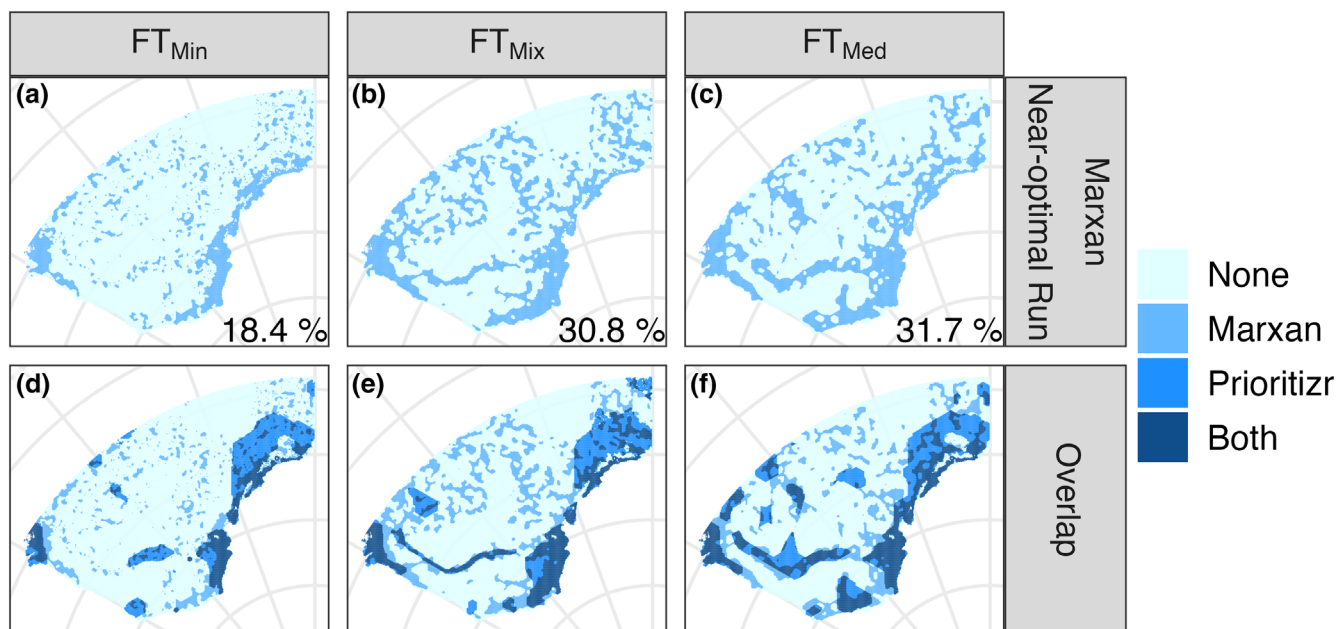 FTMin
FTMix
FTMed
(a)
(b)
(c)
18.4 %
30.8 %
31.7 %
Marxan
Near-optimal Run
(d)
(e)
(f)
Overlap
None
Marxan
Prioritizr
Both